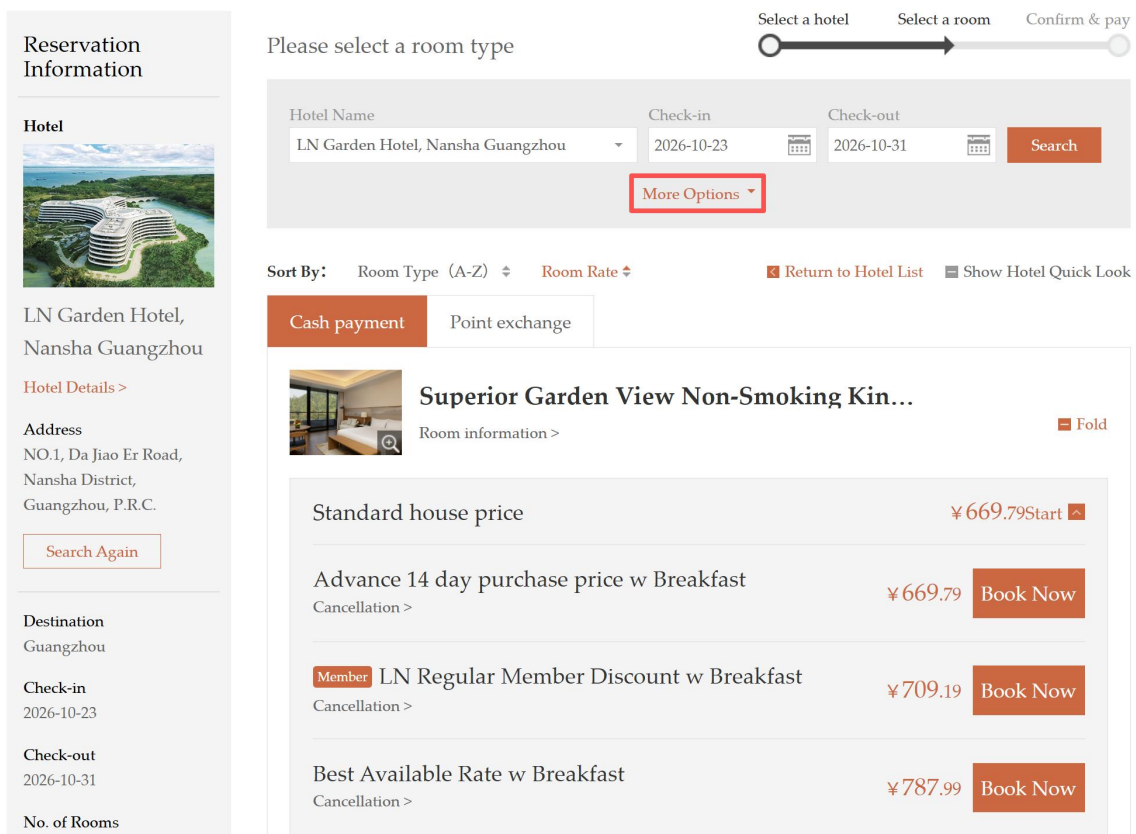 Reservation
Information
Hotel
LN Garden Hotel,
Nansha Guangzhou
Hotel Details >
Address
NO.1, Da Jiao Er Road,
Nansha District,
Guangzhou, P.R.C.
Search Again
Destination
Guangzhou
Check-in
2026-10-23
Check-out
2026-10-31
No. of Rooms
Select a hotel Select a room Confirm & pay
Please select a room type
Hotel Name Check-in Check-out
LN Garden Hotel, Nansha Guangzhou 2026-10-23 2026-10-31 Search
More Options
Sort By: Room Type (A-Z) Room Rate Return to Hotel List Show Hotel Quick Look
Cash payment Point exchange
Superior Garden View Non-Smoking Kin...
Room information >
Fold
Standard house price ¥669.79Start
Advance 14 day purchase price w Breakfast
Cancellation >
¥669.79 Book Now
Member LN Regular Member Discount w Breakfast
Cancellation >
¥709.19 Book Now
Best Available Rate w Breakfast
Cancellation >
¥787.99 Book Now